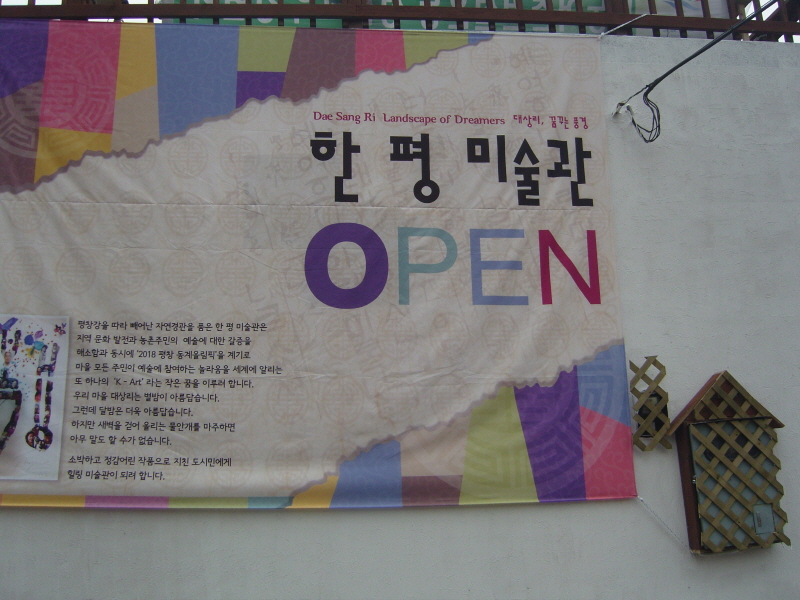 Dae Sang Ri Landscape of Dreamers 대상리, 꿈꾸는 풍경
한 평 미술관
OPEN
평창강을 따라 빼어난 자연경관을 품은 한 평 미술관은
지역 문화 발전과 농촌주민의 예술에 대한 갈증을
해소함과 동시에 '2018 평창 동계올림픽'을 계기로
마을 모든 주민이 예술에 참여하는 놀라움을 세계에 알리는
또 하나의 'K - Art' 라는 작은 꿈을 이루려 합니다.
우리 마을 대상리는 별밤이 아름답습니다.
그런데 달밤은 더욱 아름답습니다.
하지만 새벽을 걷어 올리는 물안개를 마주하면
아무 말도 할 수가 없습니다.
소박하고 정감어린 작품으로 지친 도시민에게
힐링 미술관이 되려 합니다.